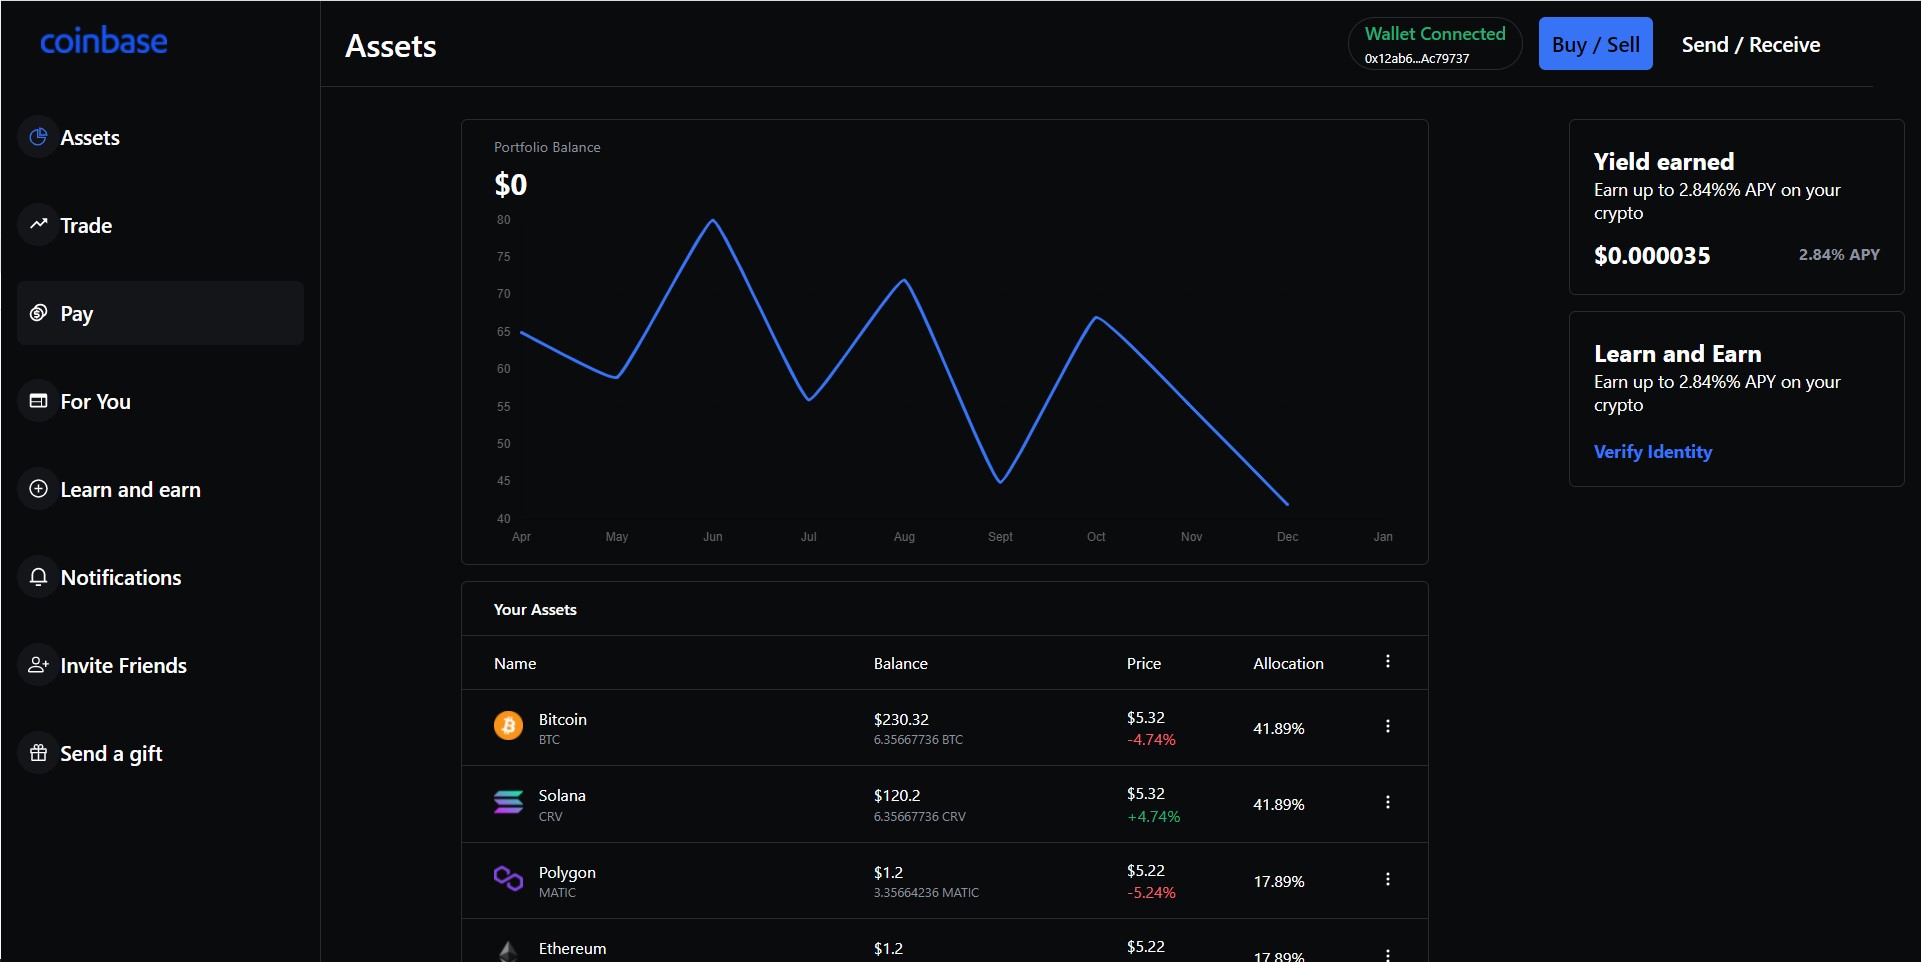 coinbase
Assets
Trade
Pay
For You
Learn and earn
Notifications
Invite Friends
Send a gift
Assets
Wallet Connected
0x12ab6...Ac79737
Buy / Sell
Send / Receive
Portfolio Balance
$0
80
75
70
65
60
55
50
45
40
Apr May Jun Jul Aug Sept Oct Nov Dec Jan
Yield earned
Earn up to 2.84%% APY on your
crypto
$0.000035 2.84% APY
Learn and Earn
Earn up to 2.84%% APY on your
crypto
Verify Identity
Your Assets
Name Balance Price Allocation
Bitcoin $230.32 $5.32 41.89%
BTC 6.35667736 BTC -4.74%
Solana $120.2 $5.32 41.89%
CRV 6.35667736 CRV +4.74%
Polygon $1.2 $5.22 17.89%
MATIC 3.35664236 MATIC -5.24%
Ethereum $1.2 $5.22 17.89%